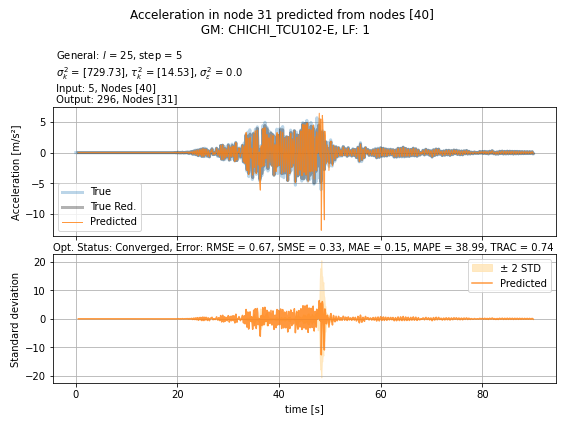 Acceleration in node 31 predicted from nodes [40]
GM: CHICHI_TCU102-E, LF: 1
General: l = 25, step = 5
σ²ₖ = [729.73], τ²ₖ = [14.53], σ²ε = 0.0
Input: 5, Nodes [40]
Output: 296, Nodes [31]
Acceleration [m/s²]
5
0
−5
−10
True
True Red.
Predicted
Opt. Status: Converged, Error: RMSE = 0.67, SMSE = 0.33, MAE = 0.15, MAPE = 38.99, TRAC = 0.74
Standard deviation
20
10
0
−10
−20
± 2 STD
Predicted
0 20 40 60 80
time [s]